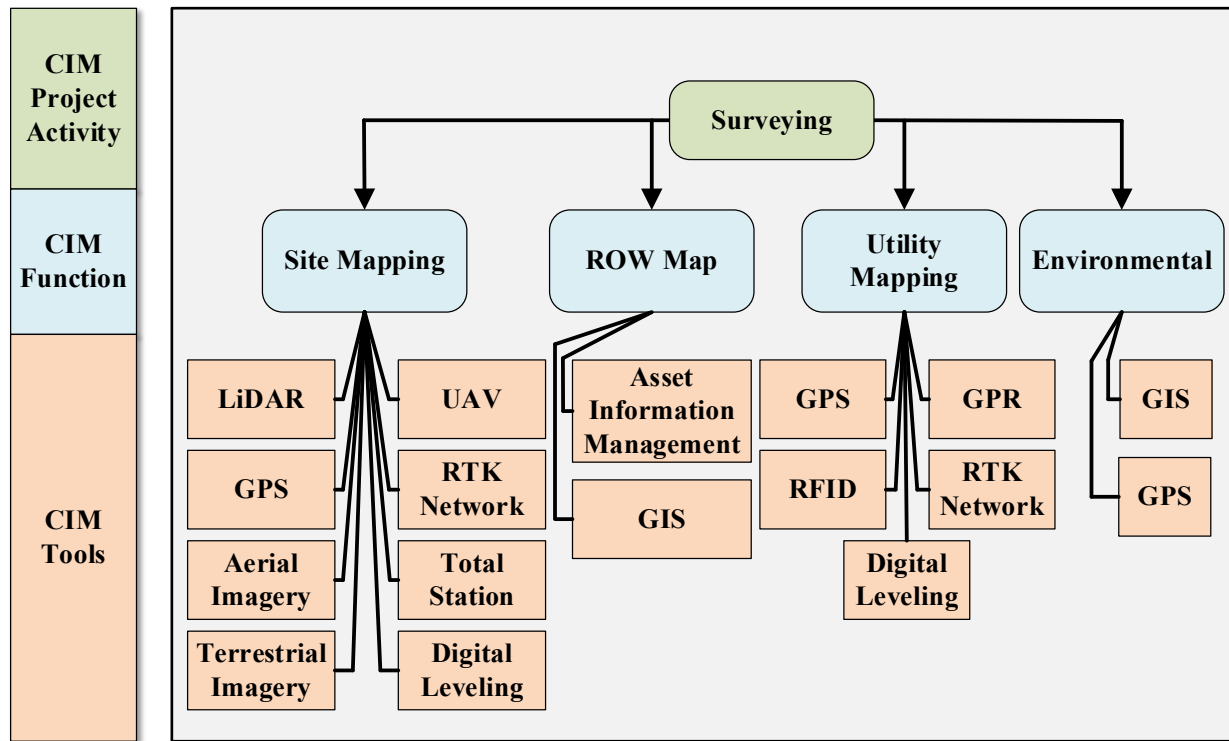 CIM
Project
Activity
CIM
Function
CIM
Tools
Surveying
Site Mapping
ROW Map
Utility
Mapping
Environmental
LiDAR
UAV
GPS
RTK
Network
Aerial
Imagery
Total
Station
Terrestrial
Imagery
Digital
Leveling
Asset
Information
Management
GIS
GPS
GPR
RFID
RTK
Network
Digital
Leveling
GIS
GPS